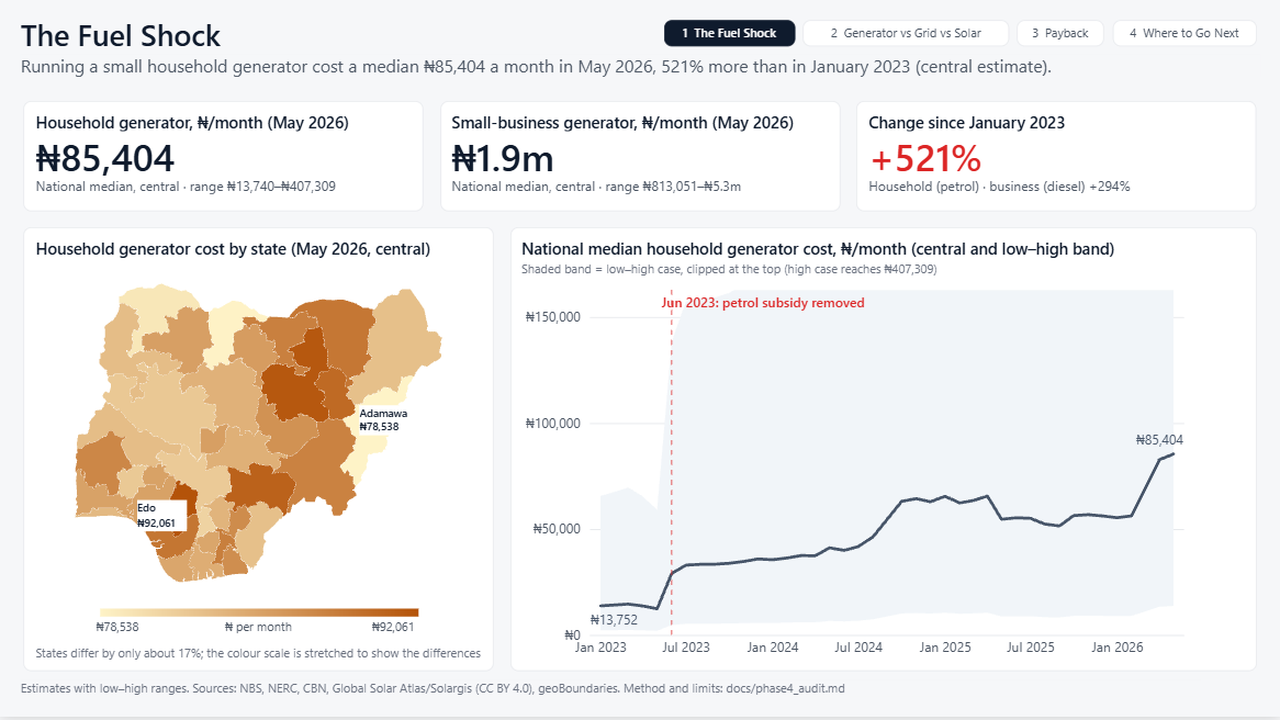 The Fuel Shock
1 The Fuel Shock
2 Generator vs Grid vs Solar
3 Payback
4 Where to Go Next
Running a small household generator cost a median ₦85,404 a month in May 2026, 521% more than in January 2023 (central estimate).
Household generator, ₦/month (May 2026)
₦85,404
National median, central · range ₦13,740–₦407,309
Small-business generator, ₦/month (May 2026)
₦1.9m
National median, central · range ₦813,051–₦5.3m
Change since January 2023
+521%
Household (petrol) · business (diesel) +294%
Household generator cost by state (May 2026, central)
Adamawa
₦78,538
Edo
₦92,061
₦78,538
₦ per month
₦92,061
States differ by only about 17%; the colour scale is stretched to show the differences
National median household generator cost, ₦/month (central and low–high band)
Shaded band = low–high case, clipped at the top (high case reaches ₦407,309)
Jun 2023: petrol subsidy removed
₦150,000
₦100,000
₦85,404
₦50,000
₦13,752
₦0
Jan 2023
Jul 2023
Jan 2024
Jul 2024
Jan 2025
Jul 2025
Jan 2026
Estimates with low–high ranges. Sources: NBS, NERC, CBN, Global Solar Atlas/Solargis (CC BY 4.0), geoBoundaries. Method and limits: docs/phase4_audit.md